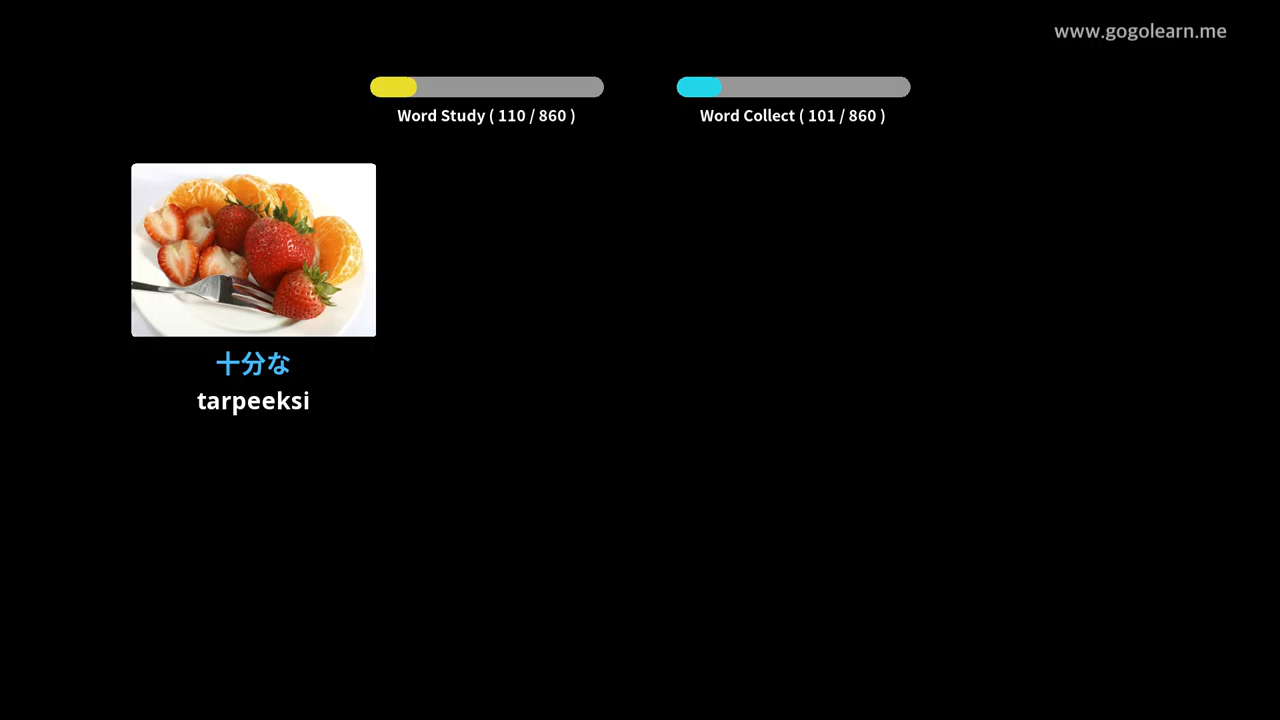 www.gogolearn.me
Word Study ( 110 / 860 )
Word Collect ( 101 / 860 )
十分な
tarpeeksi